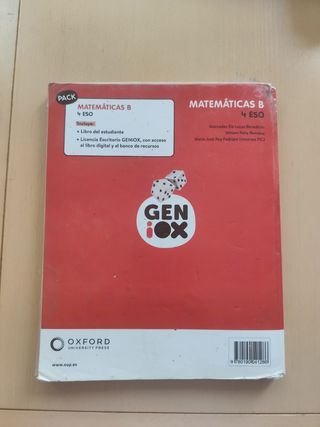 PACK
MATEMÁTICAS B
4 ESO
Incluye:
• Libro del estudiante
• Licencia Escritorio GENiOX, con acceso
al libro digital y al banco de recursos
MATEMÁTICAS B
4 ESO
GEN
iOX
OXFORD
UNIVERSITY PRESS
www.oup.es